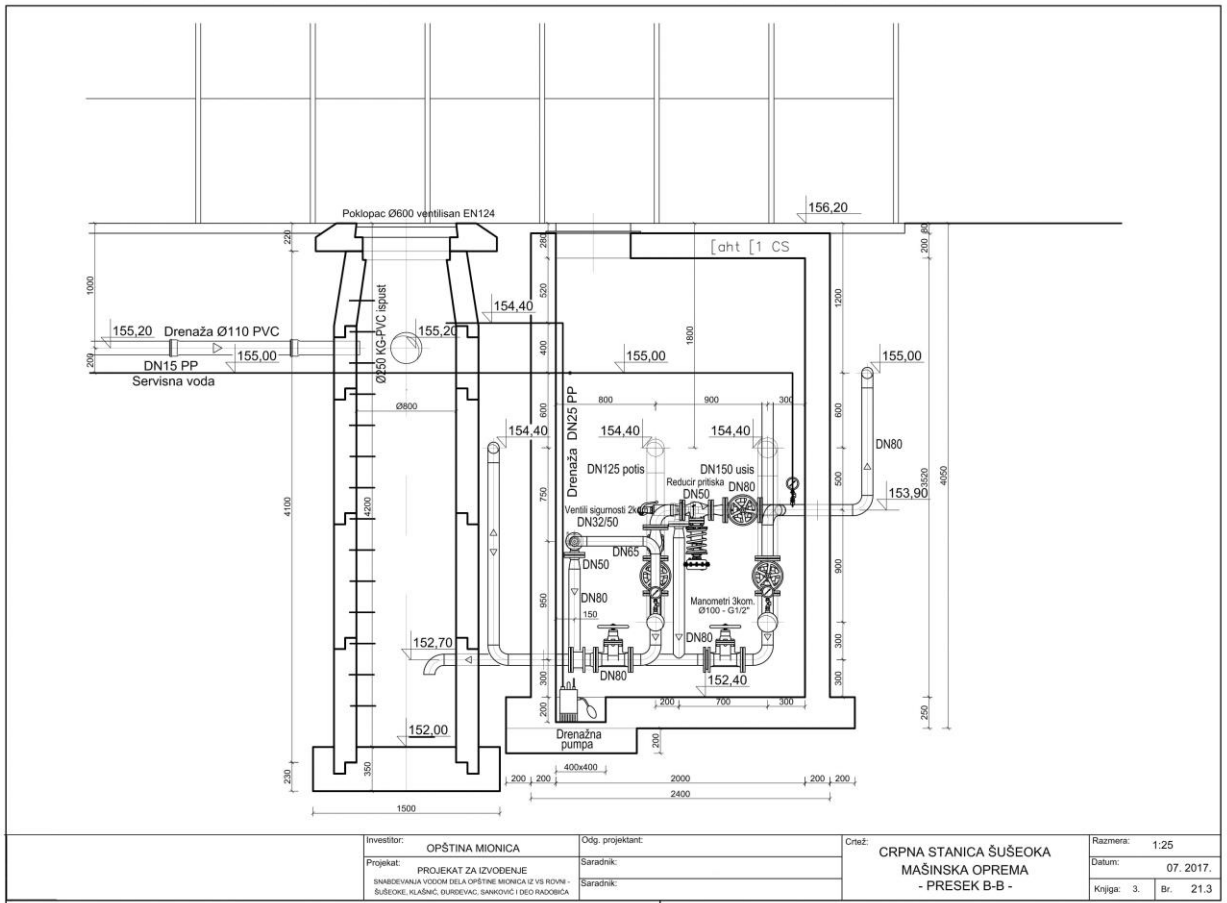 156,20
Poklopac Ø600 ventilisan EN124
[aht [1 CS
220
280
200
80
1000
520
1200
154,40
Ø250 KG-PVC ispust
155,20
Drenaža Ø110 PVC
155,20
400
1800
155,00
155,00
155,00
200
DN15 PP
Servisna voda
Ø800
800
900
300
600
600
Drenaža DN25 PP
154,40
154,40
154,40
DN80
DN125 potis
DN150 usis
Reducir pritiska
DN50
DN80
500
3520
4050
153,90
4100
4200
750
Ventili sigurnosti 2kom
DN32/50
DN65
DN50
DN80
950
900
Manometri 3kom.
Ø100 - G1/2"
150
152,70
DN80
300
300
DN80
152,40
300
300
200
200
700
300
250
152,00
Drenažna
pumpa
200
400x400
230
350
200
200
2000
200
200
2400
1500
Investitor:
OPŠTINA MIONICA
Projekat:
PROJEKAT ZA IZVOĐENJE
SNABDEVANJA VODOM DELA OPŠTINE MIONICA IZ VS ROVNI -
ŠUŠEOKE, KLAŠNIĆ, ĐURĐEVAC, SANKOVIĆ I DEO RADOBIĆA
Odg. projektant:
Saradnik:
Saradnik:
Crtež:
CRPNA STANICA ŠUŠEOKA
MAŠINSKA OPREMA
- PRESEK B-B -
Razmera: 1:25
Datum: 07. 2017.
Knjiga: 3. Br. 21.3